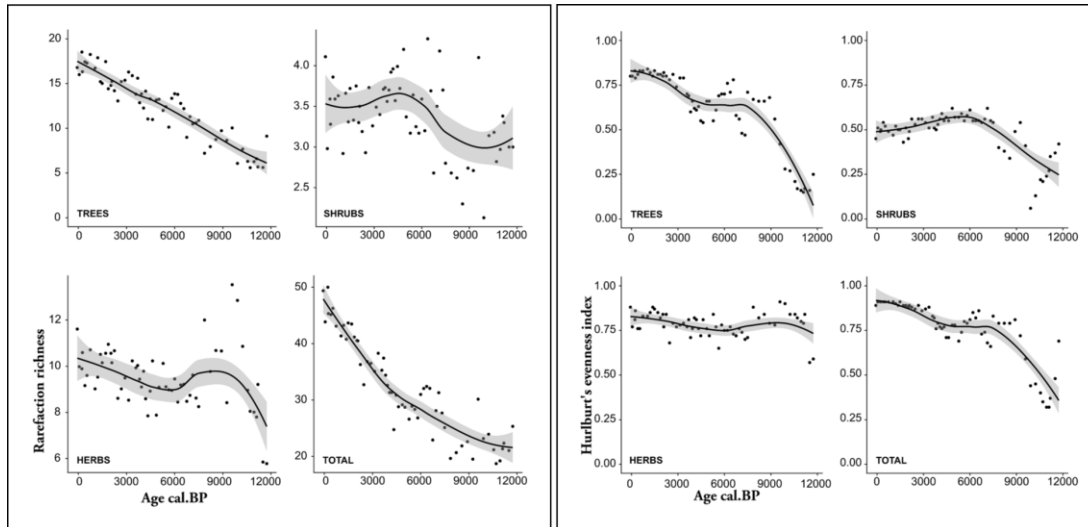 20
15
10
5
0
TREES
0 3000 6000 9000 12000
4.0
3.5
3.0
2.5
SHRUBS
0 3000 6000 9000 12000
12
10
8
6
HERBS
0 3000 6000 9000 12000
50
40
30
20
TOTAL
0 3000 6000 9000 12000
Rarefaction richness
Age cal.BP
1.00
0.75
0.50
0.25
0.00
TREES
0 3000 6000 9000 12000
1.00
0.75
0.50
0.25
0.00
SHRUBS
0 3000 6000 9000 12000
1.00
0.75
0.50
0.25
0.00
HERBS
0 3000 6000 9000 12000
1.00
0.75
0.50
0.25
0.00
TOTAL
0 3000 6000 9000 12000
Hurlburt's evenness index
Age cal.BP